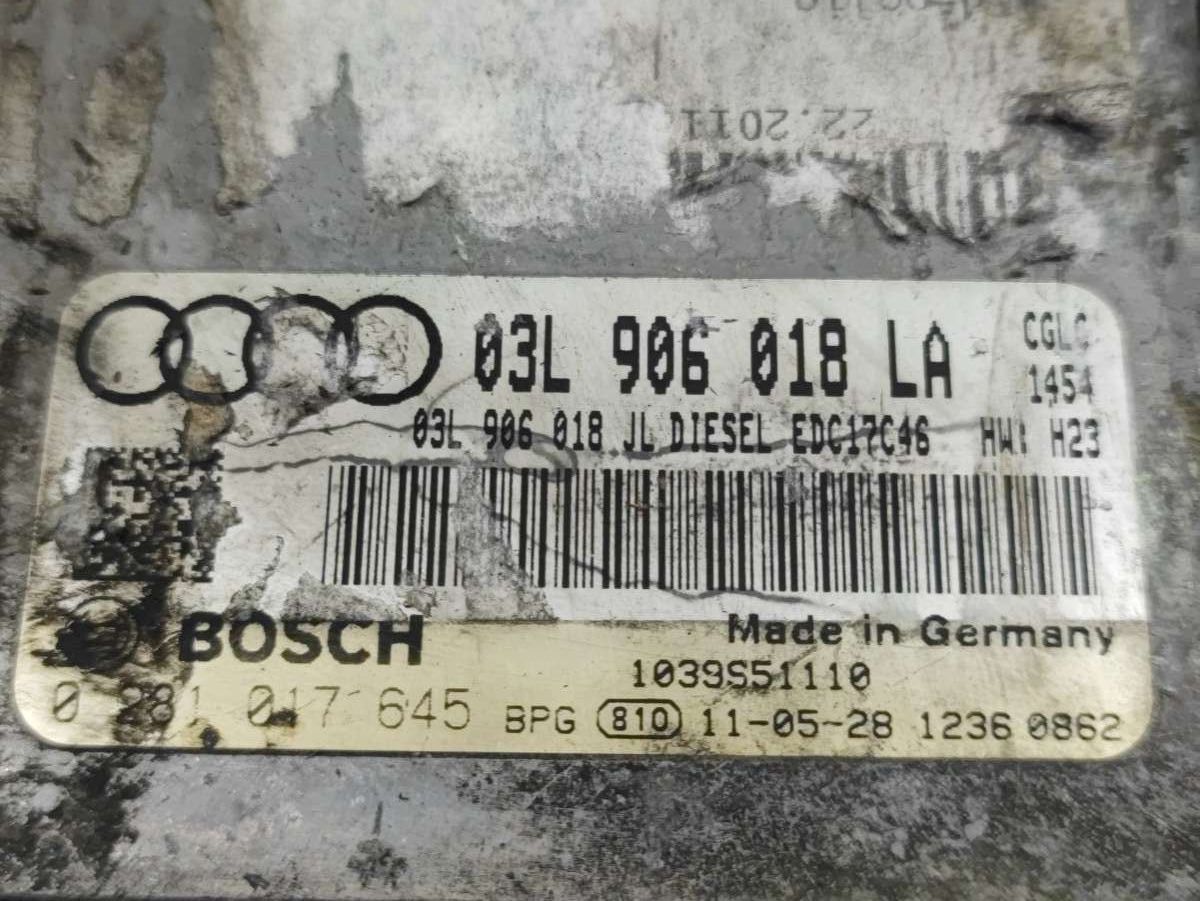 22.2011
03L 906 018 LA
CGLC
1454
03L 906 018 JL DIESEL EDC17C46 HW: H23
BOSCH
Made in Germany
1039S51110
0 281 017 645 BPG 810 11-05-28 1236 0862